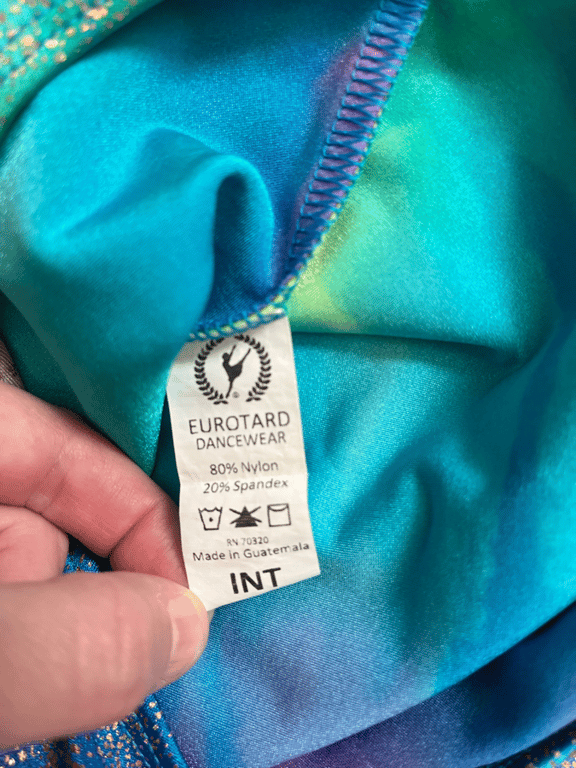 EUROTARD
DANCEWEAR
80% Nylon
20% Spandex
RN 70320
Made in Guatemala
INT